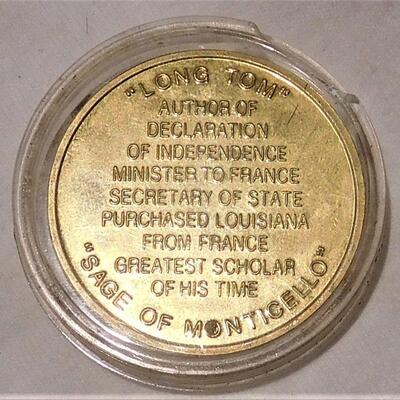 "LONG TOM"
AUTHOR OF
DECLARATION
OF INDEPENDENCE
MINISTER TO FRANCE
SECRETARY OF STATE
PURCHASED LOUISIANA
FROM FRANCE
GREATEST SCHOLAR
OF HIS TIME
"SAGE OF MONTICELLO"